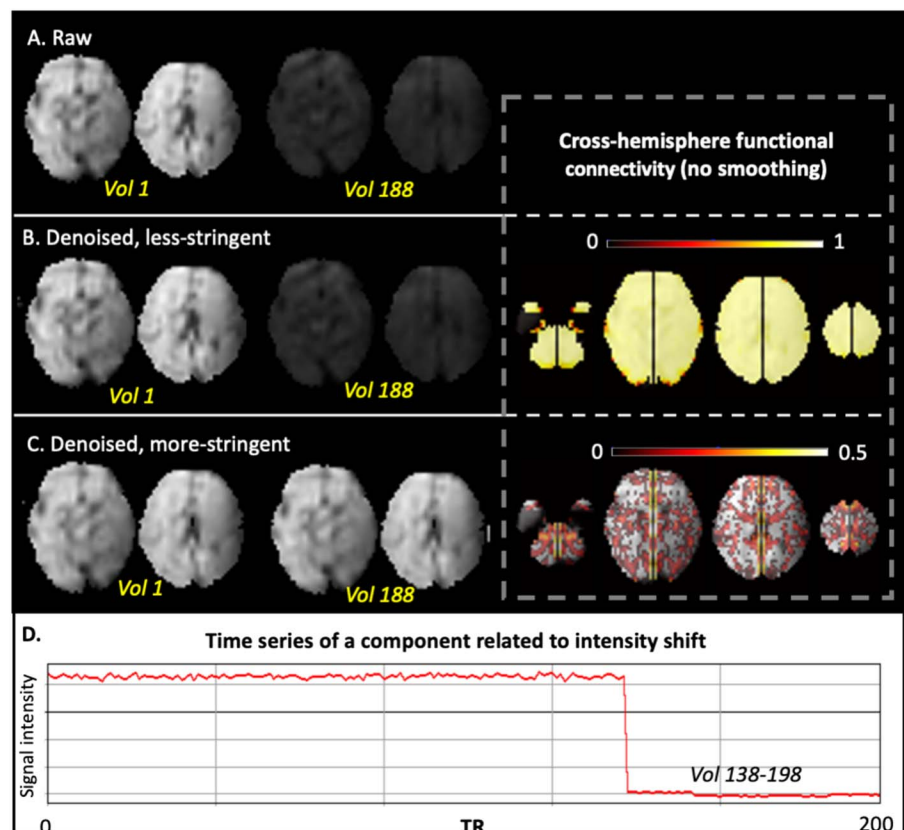 A. Raw
Vol 1
Vol 188
Cross-hemisphere functional
connectivity (no smoothing)
B. Denoised, less-stringent
0
1
Vol 1
Vol 188
C. Denoised, more-stringent
0
0.5
Vol 1
Vol 188
D.
Time series of a component related to intensity shift
Signal intensity
Vol 138-198
0
TR
200